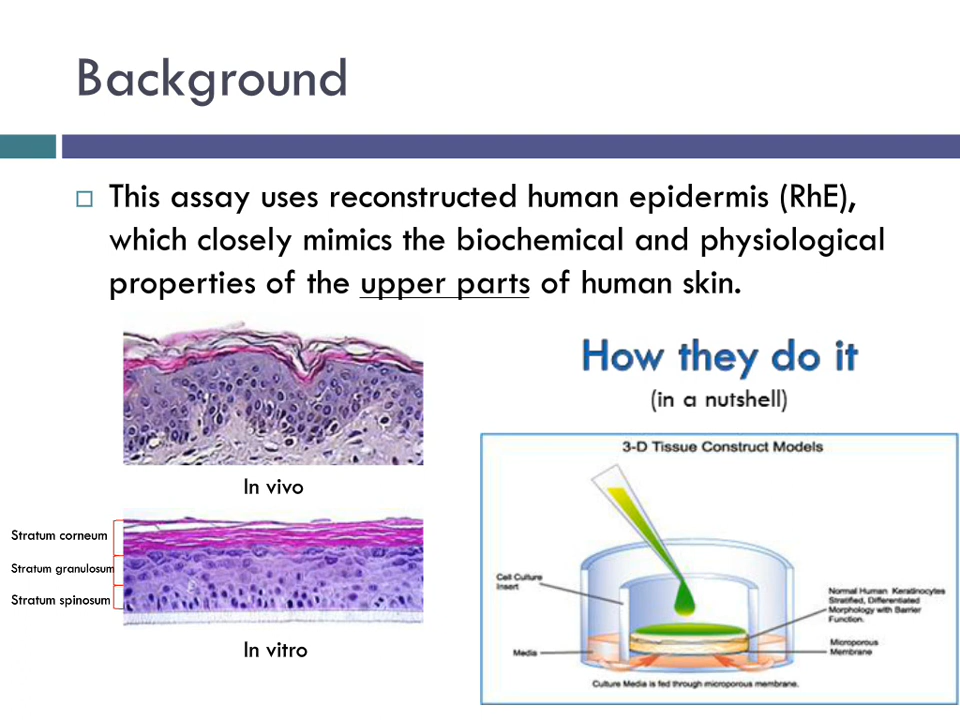 Background
This assay uses reconstructed human epidermis (RhE),
which closely mimics the biochemical and physiological
properties of the upper parts of human skin.
How they do it
(in a nutshell)
In vivo
Stratum corneum
Stratum granulosum
Stratum spinosum
In vitro
3-D Tissue Construct Models
Cell Culture
Insert
Media
Normal Human Keratinocytes
Stratified, Differentiated
Morphology with Barrier
Function.
Microporous
Membrane
Culture Media is fed through microporous membrane.